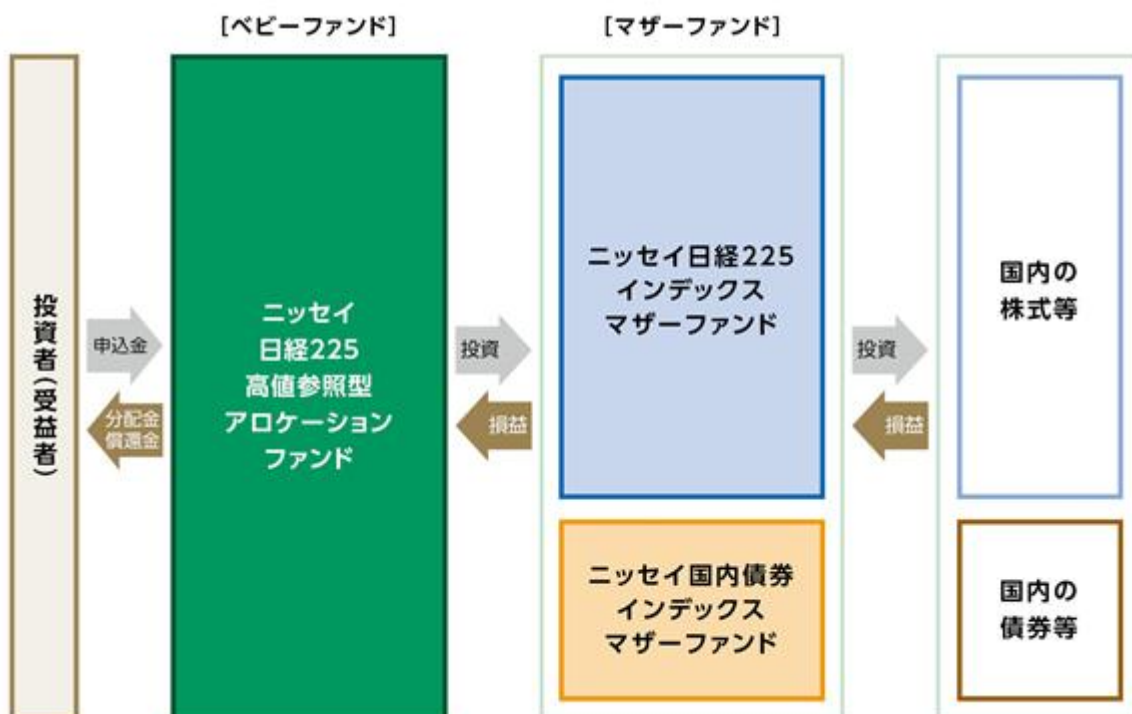 [ベビーファンド]
[マザーファンド]
投資者(受益者)
申込金
分配金
償還金
ニッセイ
日経225
高値参照型
アロケーション
ファンド
投資
損益
ニッセイ日経225
インデックス
マザーファンド
ニッセイ国内債券
インデックス
マザーファンド
投資
損益
国内の
株式等
国内の
債券等